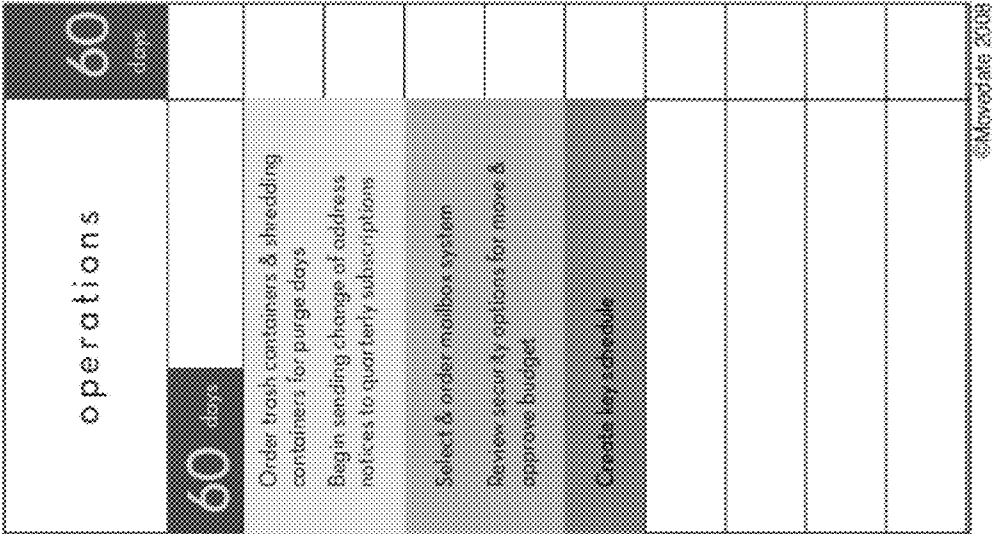 operations
60 days
60 days
Order trash containers & shredding
containers for purge days
Begin sending change of address
notices to quarterly subscriptions
Select & order mailbox system
Review security options for move &
approve budget
Create key schedule
©Movedate 2008